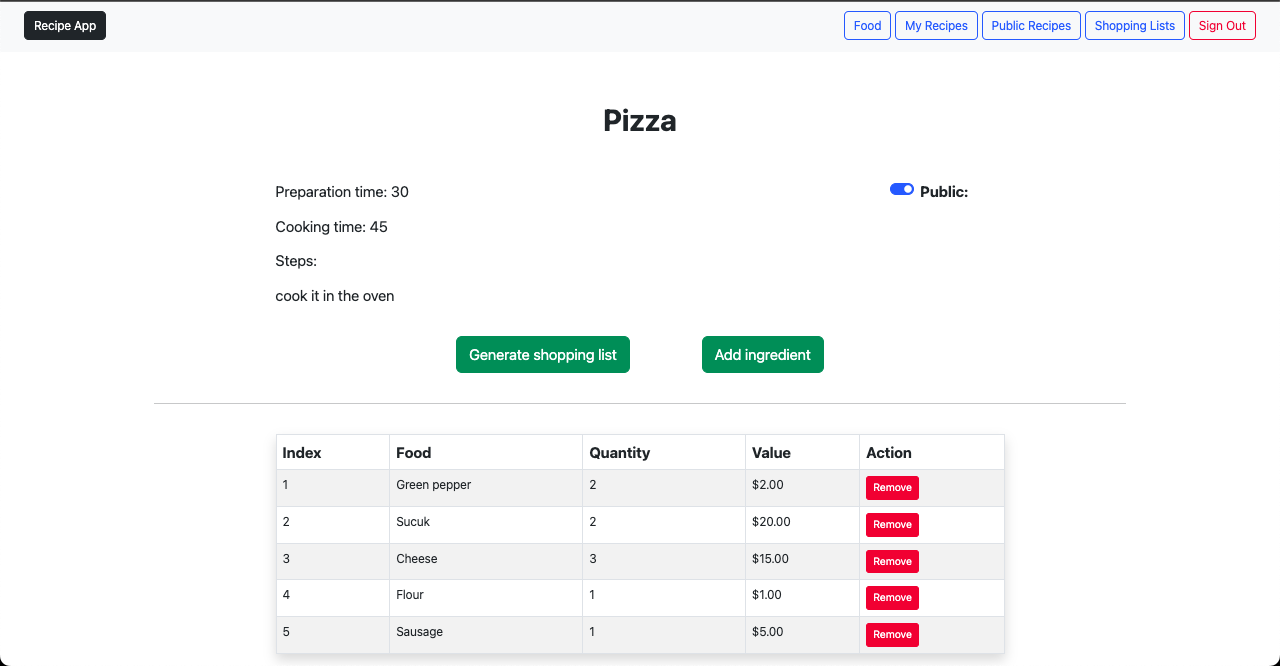 Recipe App Food My Recipes Public Recipes Shopping Lists Sign Out
Pizza
Preparation time: 30 Public:
Cooking time: 45
Steps:
cook it in the oven
Generate shopping list Add ingredient
Index Food Quantity Value Action
1 Green pepper 2 $2.00 Remove
2 Sucuk 2 $20.00 Remove
3 Cheese 3 $15.00 Remove
4 Flour 1 $1.00 Remove
5 Sausage 1 $5.00 Remove